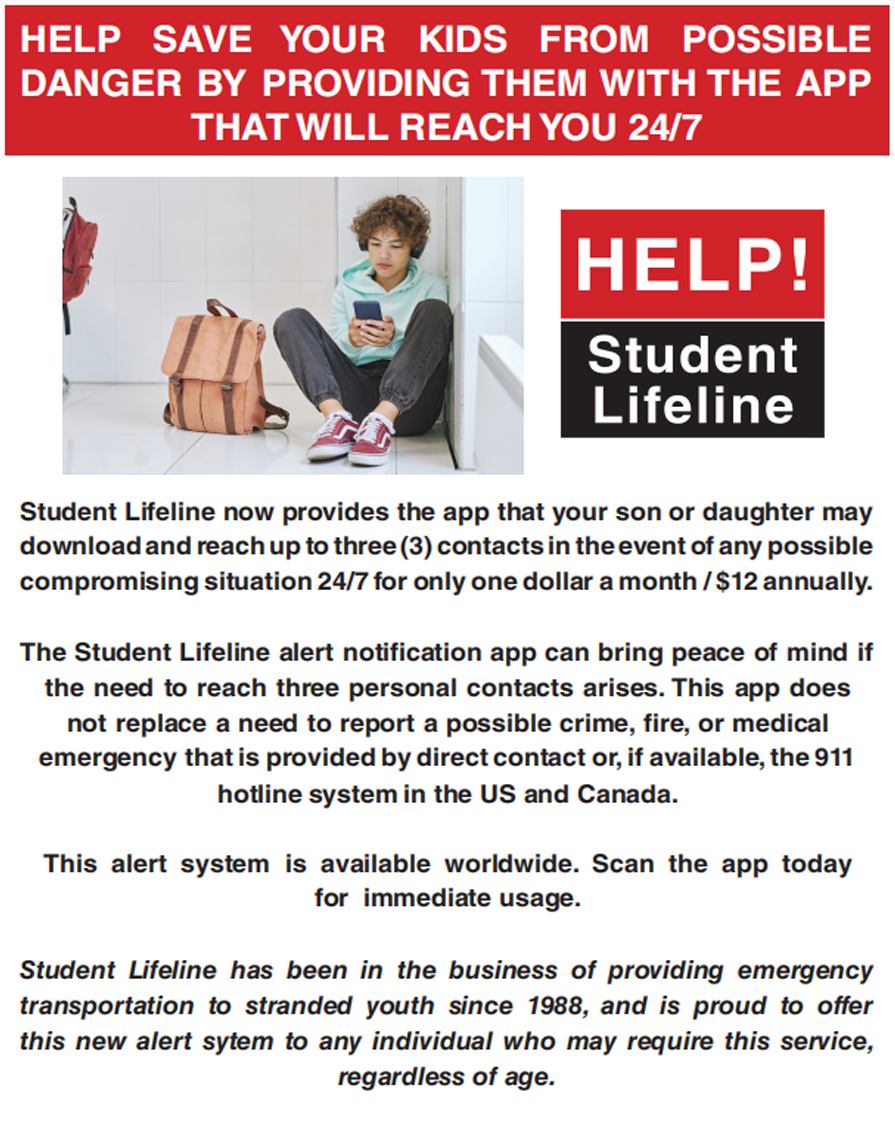 HELP SAVE YOUR KIDS FROM POSSIBLE
DANGER BY PROVIDING THEM WITH THE APP
THAT WILL REACH YOU 24/7
HELP!
Student
Lifeline
Student Lifeline now provides the app that your son or daughter may
download and reach up to three (3) contacts in the event of any possible
compromising situation 24/7 for only one dollar a month / $12 annually.
The Student Lifeline alert notification app can bring peace of mind if
the need to reach three personal contacts arises. This app does
not replace a need to report a possible crime, fire, or medical
emergency that is provided by direct contact or, if available, the 911
hotline system in the US and Canada.
This alert system is available worldwide. Scan the app today
for immediate usage.
Student Lifeline has been in the business of providing emergency
transportation to stranded youth since 1988, and is proud to offer
this new alert sytem to any individual who may require this service,
regardless of age.